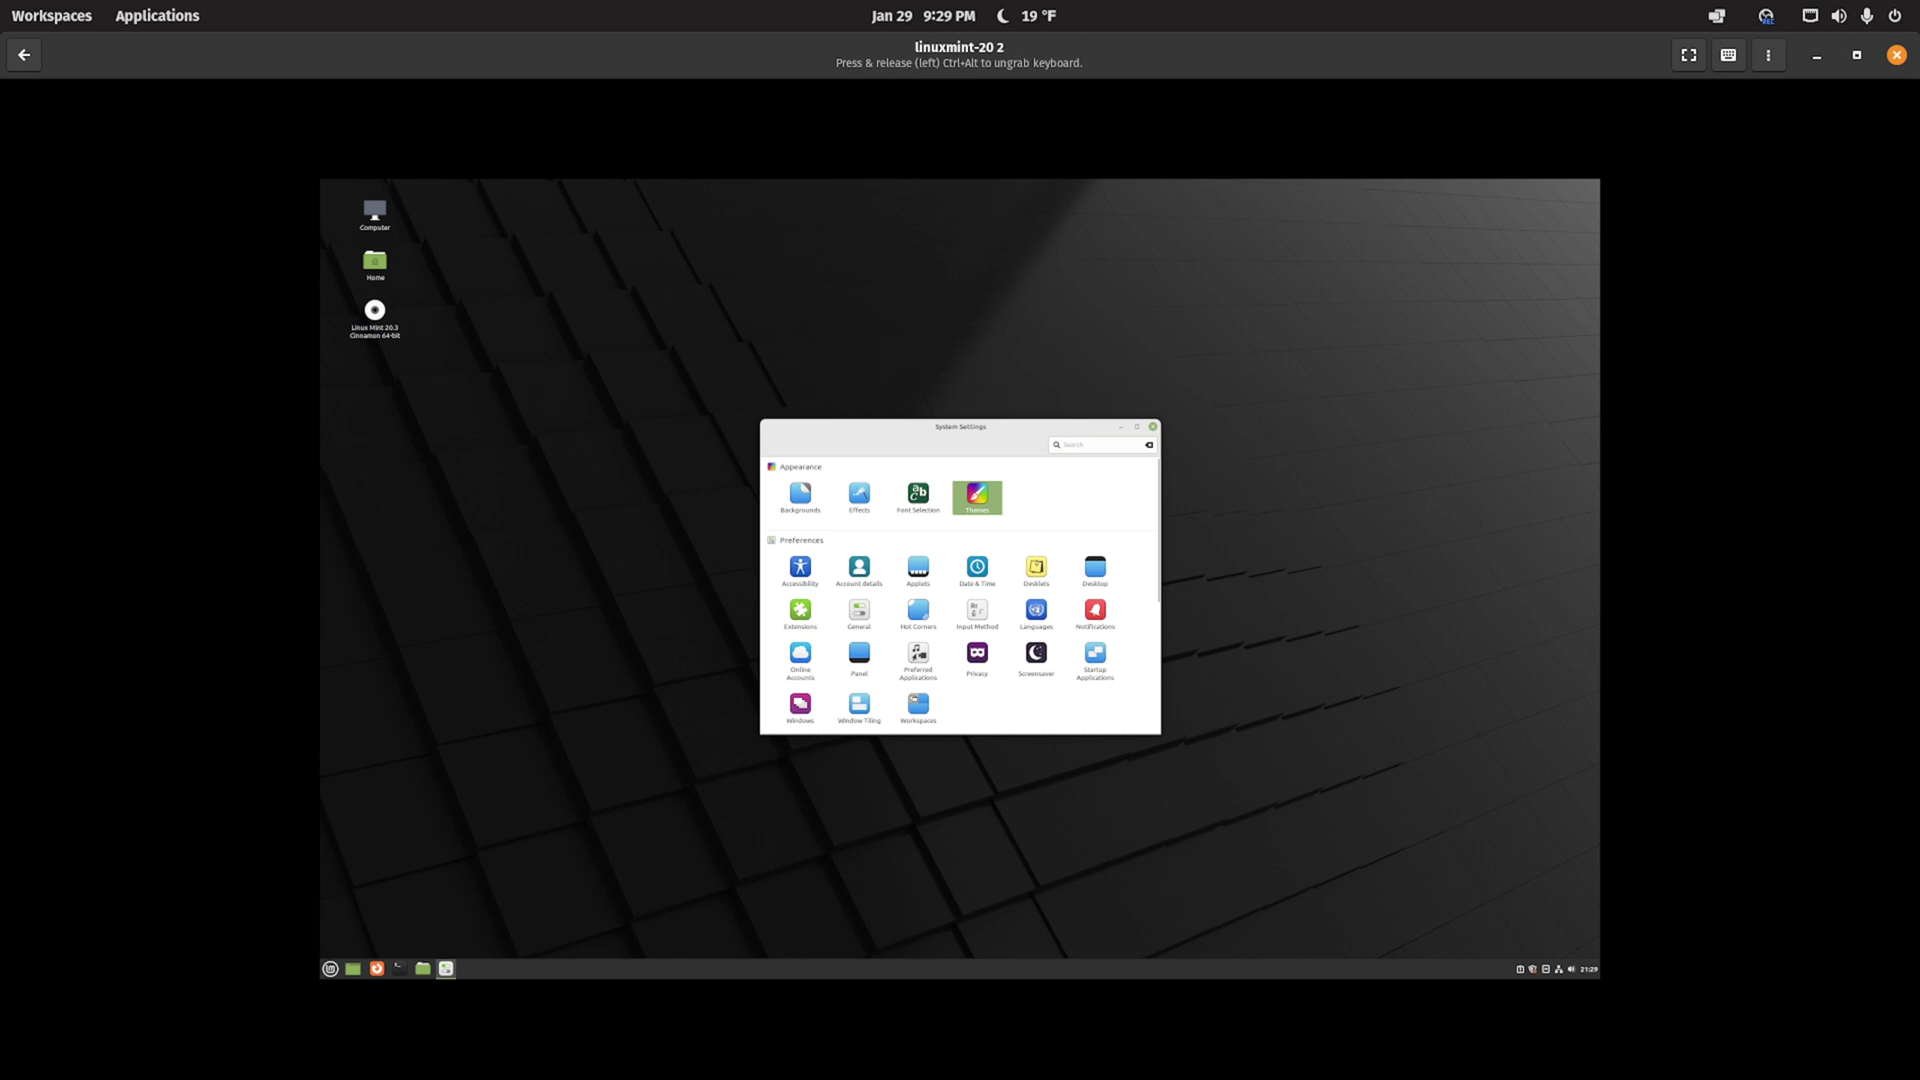 Workspaces Applications Jan 29 9:29 PM 19 °F
linuxmint-20 2
Press & release (left) Ctrl+Alt to ungrab keyboard.
Computer
Home
Linux Mint 20.3
Cinnamon 64-bit
System Settings
Search
Appearance
Backgrounds Effects Font Selection Themes
Preferences
Accessibility Account details Applets Date & Time Desklets Desktop
Extensions General Hot Corners Input Method Languages Notifications
Online Accounts Panel Preferred Applications Privacy Screensaver Startup Applications
Windows Window Tiling Workspaces
21:29